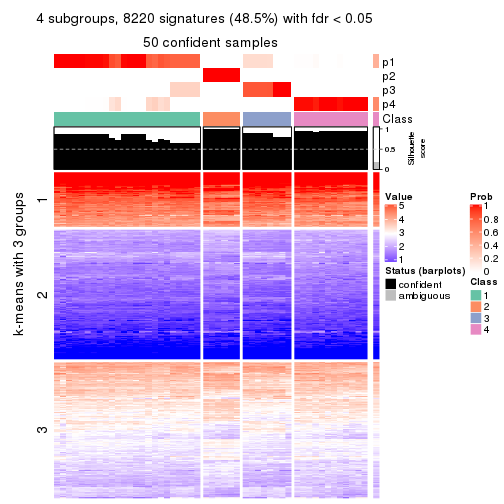 4 subgroups, 8220 signatures (48.5%) with fdr < 0.05
50 confident samples
p1
p2
p3
p4
Class
1
0.5
0
Silhouette
score
k-means with 3 groups
1
2
3
Value
5
4
3
2
1
Status (barplots)
confident
ambiguous
Prob
1
0.8
0.6
0.4
0.2
0
Class
1
2
3
4